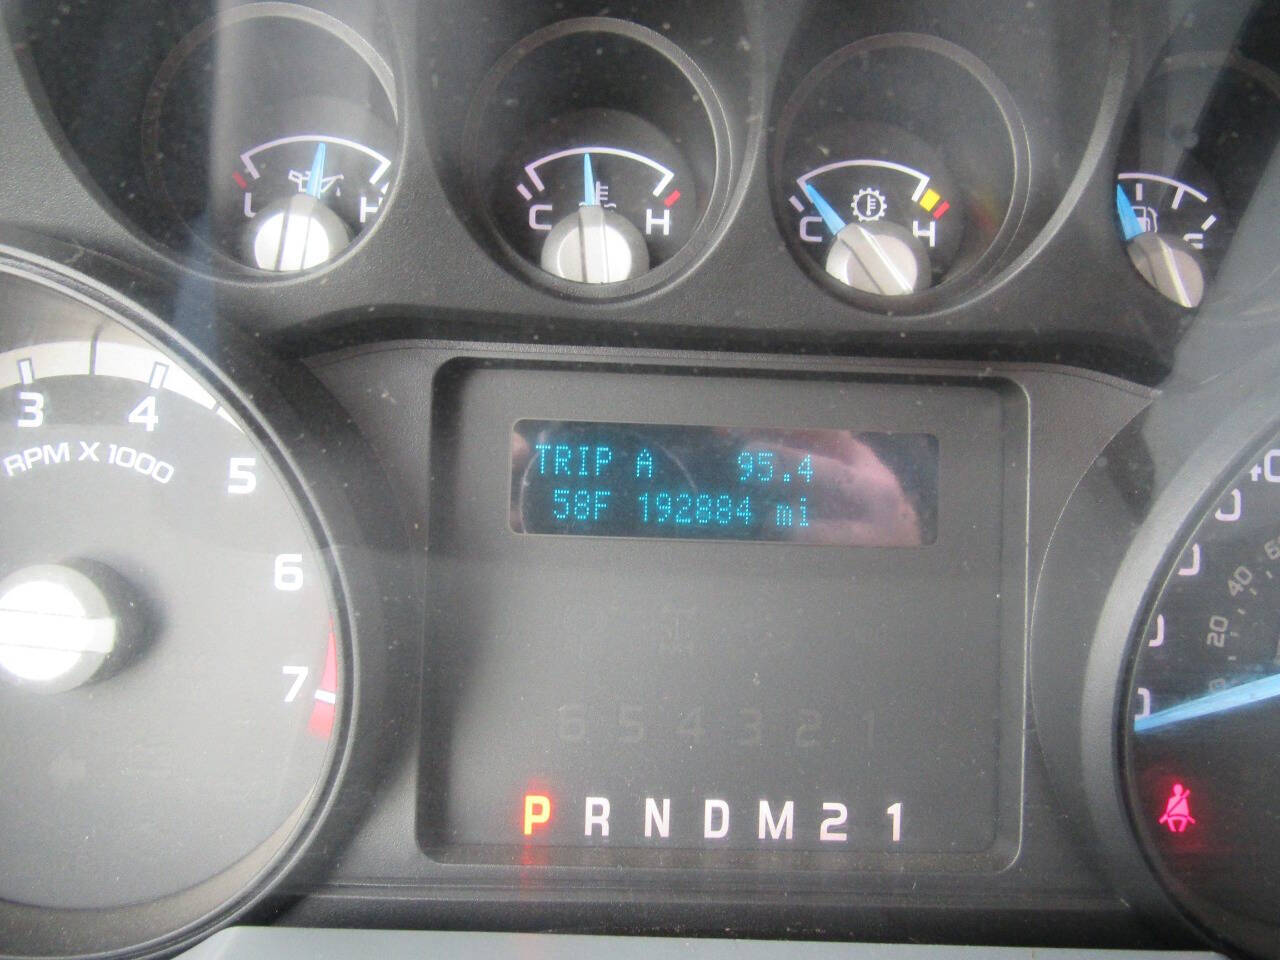 L H
C H
C H
3 4 5 6 7
RPM X 1000
TRIP A 95.4
58F 192884 mi
6 5 4 3 2 1
P R N D M 2 1
40
20